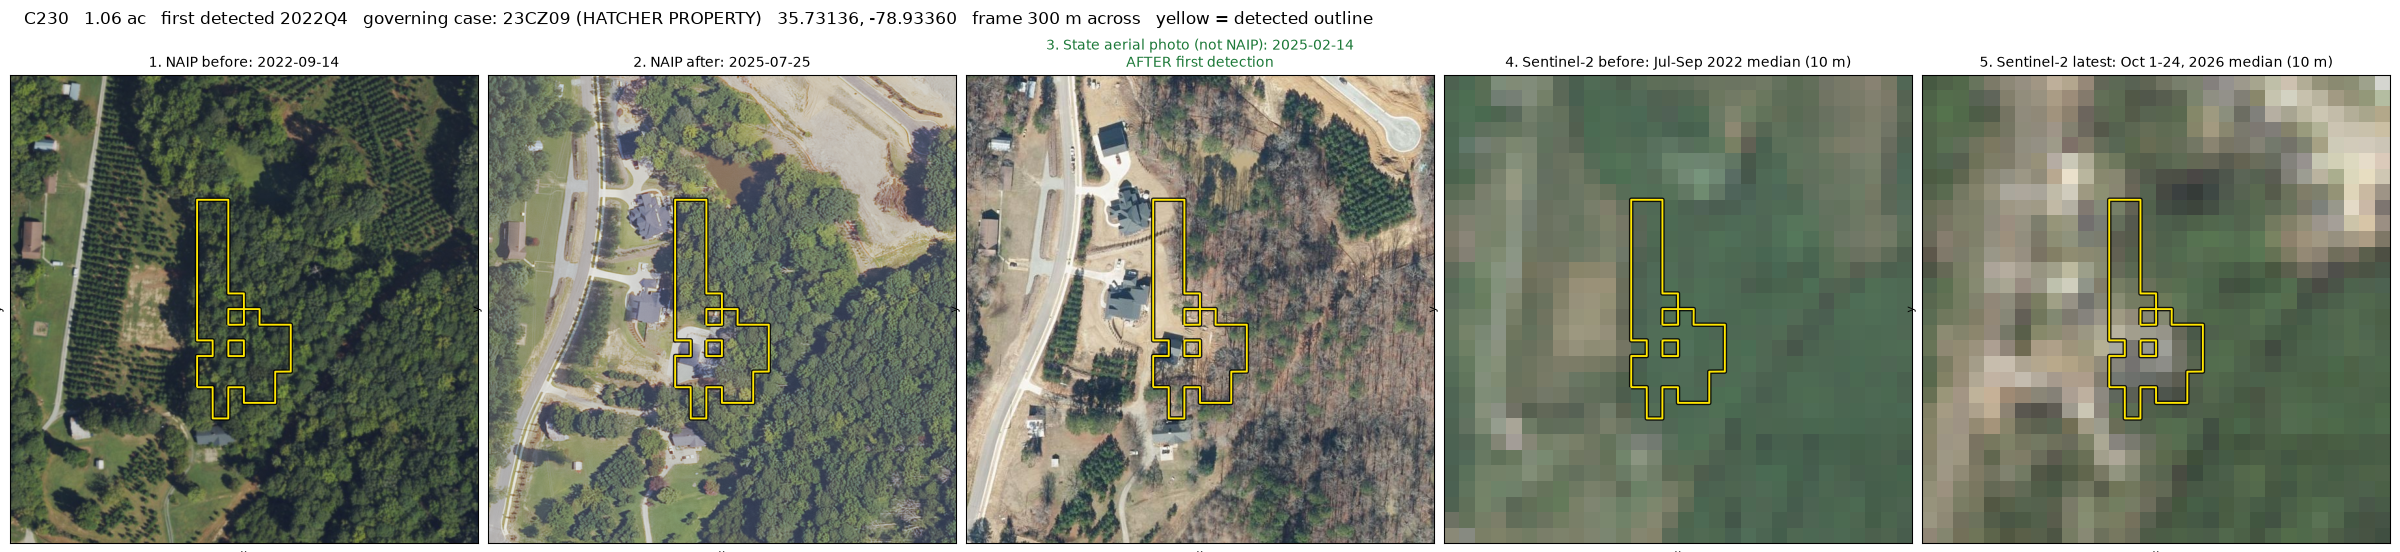 C230   1.06 ac   first detected 2022Q4   governing case: 23CZ09 (HATCHER PROPERTY)   35.73136, -78.93360   frame 300 m across   yellow = detected outline
1. NAIP before: 2022-09-14
2. NAIP after: 2025-07-25
3. State aerial photo (not NAIP): 2025-02-14
AFTER first detection
4. Sentinel-2 before: Jul-Sep 2022 median (10 m)
5. Sentinel-2 latest: Oct 1-24, 2026 median (10 m)